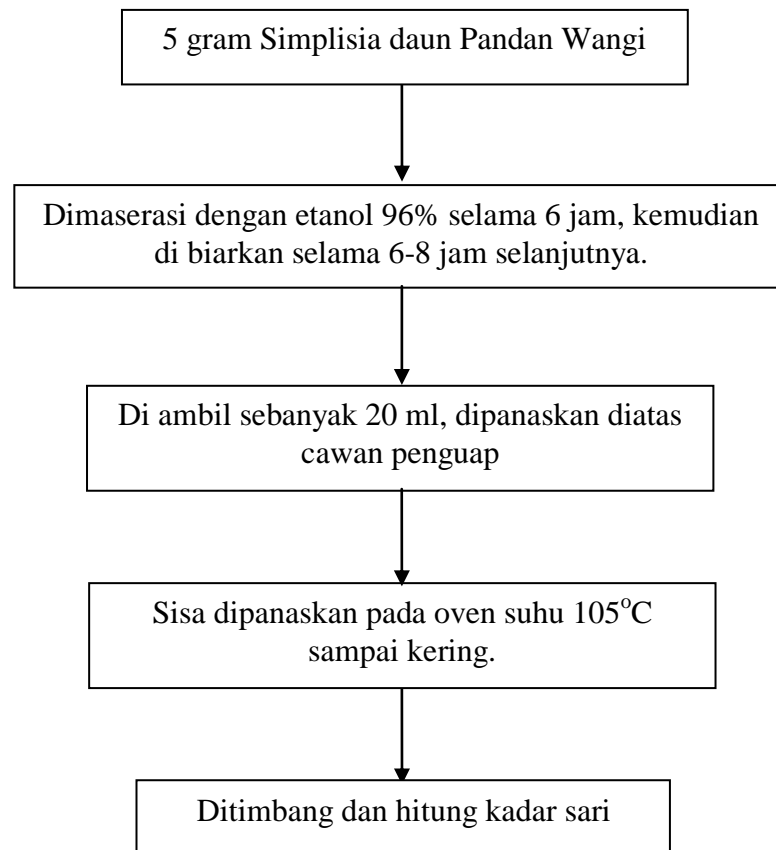 5 gram Simplisia daun Pandan Wangi
Dimaserasi dengan etanol 96% selama 6 jam, kemudian
di biarkan selama 6-8 jam selanjutnya.
Di ambil sebanyak 20 ml, dipanaskan diatas
cawan penguap
Sisa dipanaskan pada oven suhu 105°C
sampai kering.
Ditimbang dan hitung kadar sari